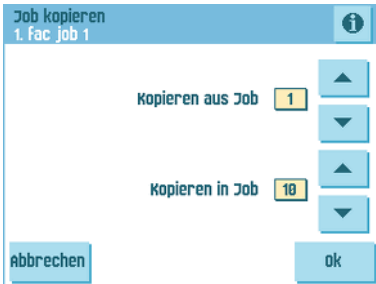 Job kopieren
1. Fac job 1
Kopieren aus Job 1
Kopieren in Job 10
Abbrechen
Ok